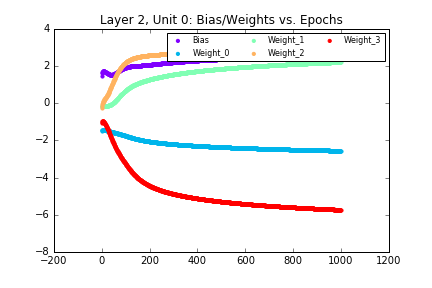 Layer 2, Unit 0: Bias/Weights vs. Epochs
4
2
0
−2
−4
−6
−8
Bias Weight_1 Weight_3
Weight_0 Weight_2
−200 0 200 400 600 800 1000 1200